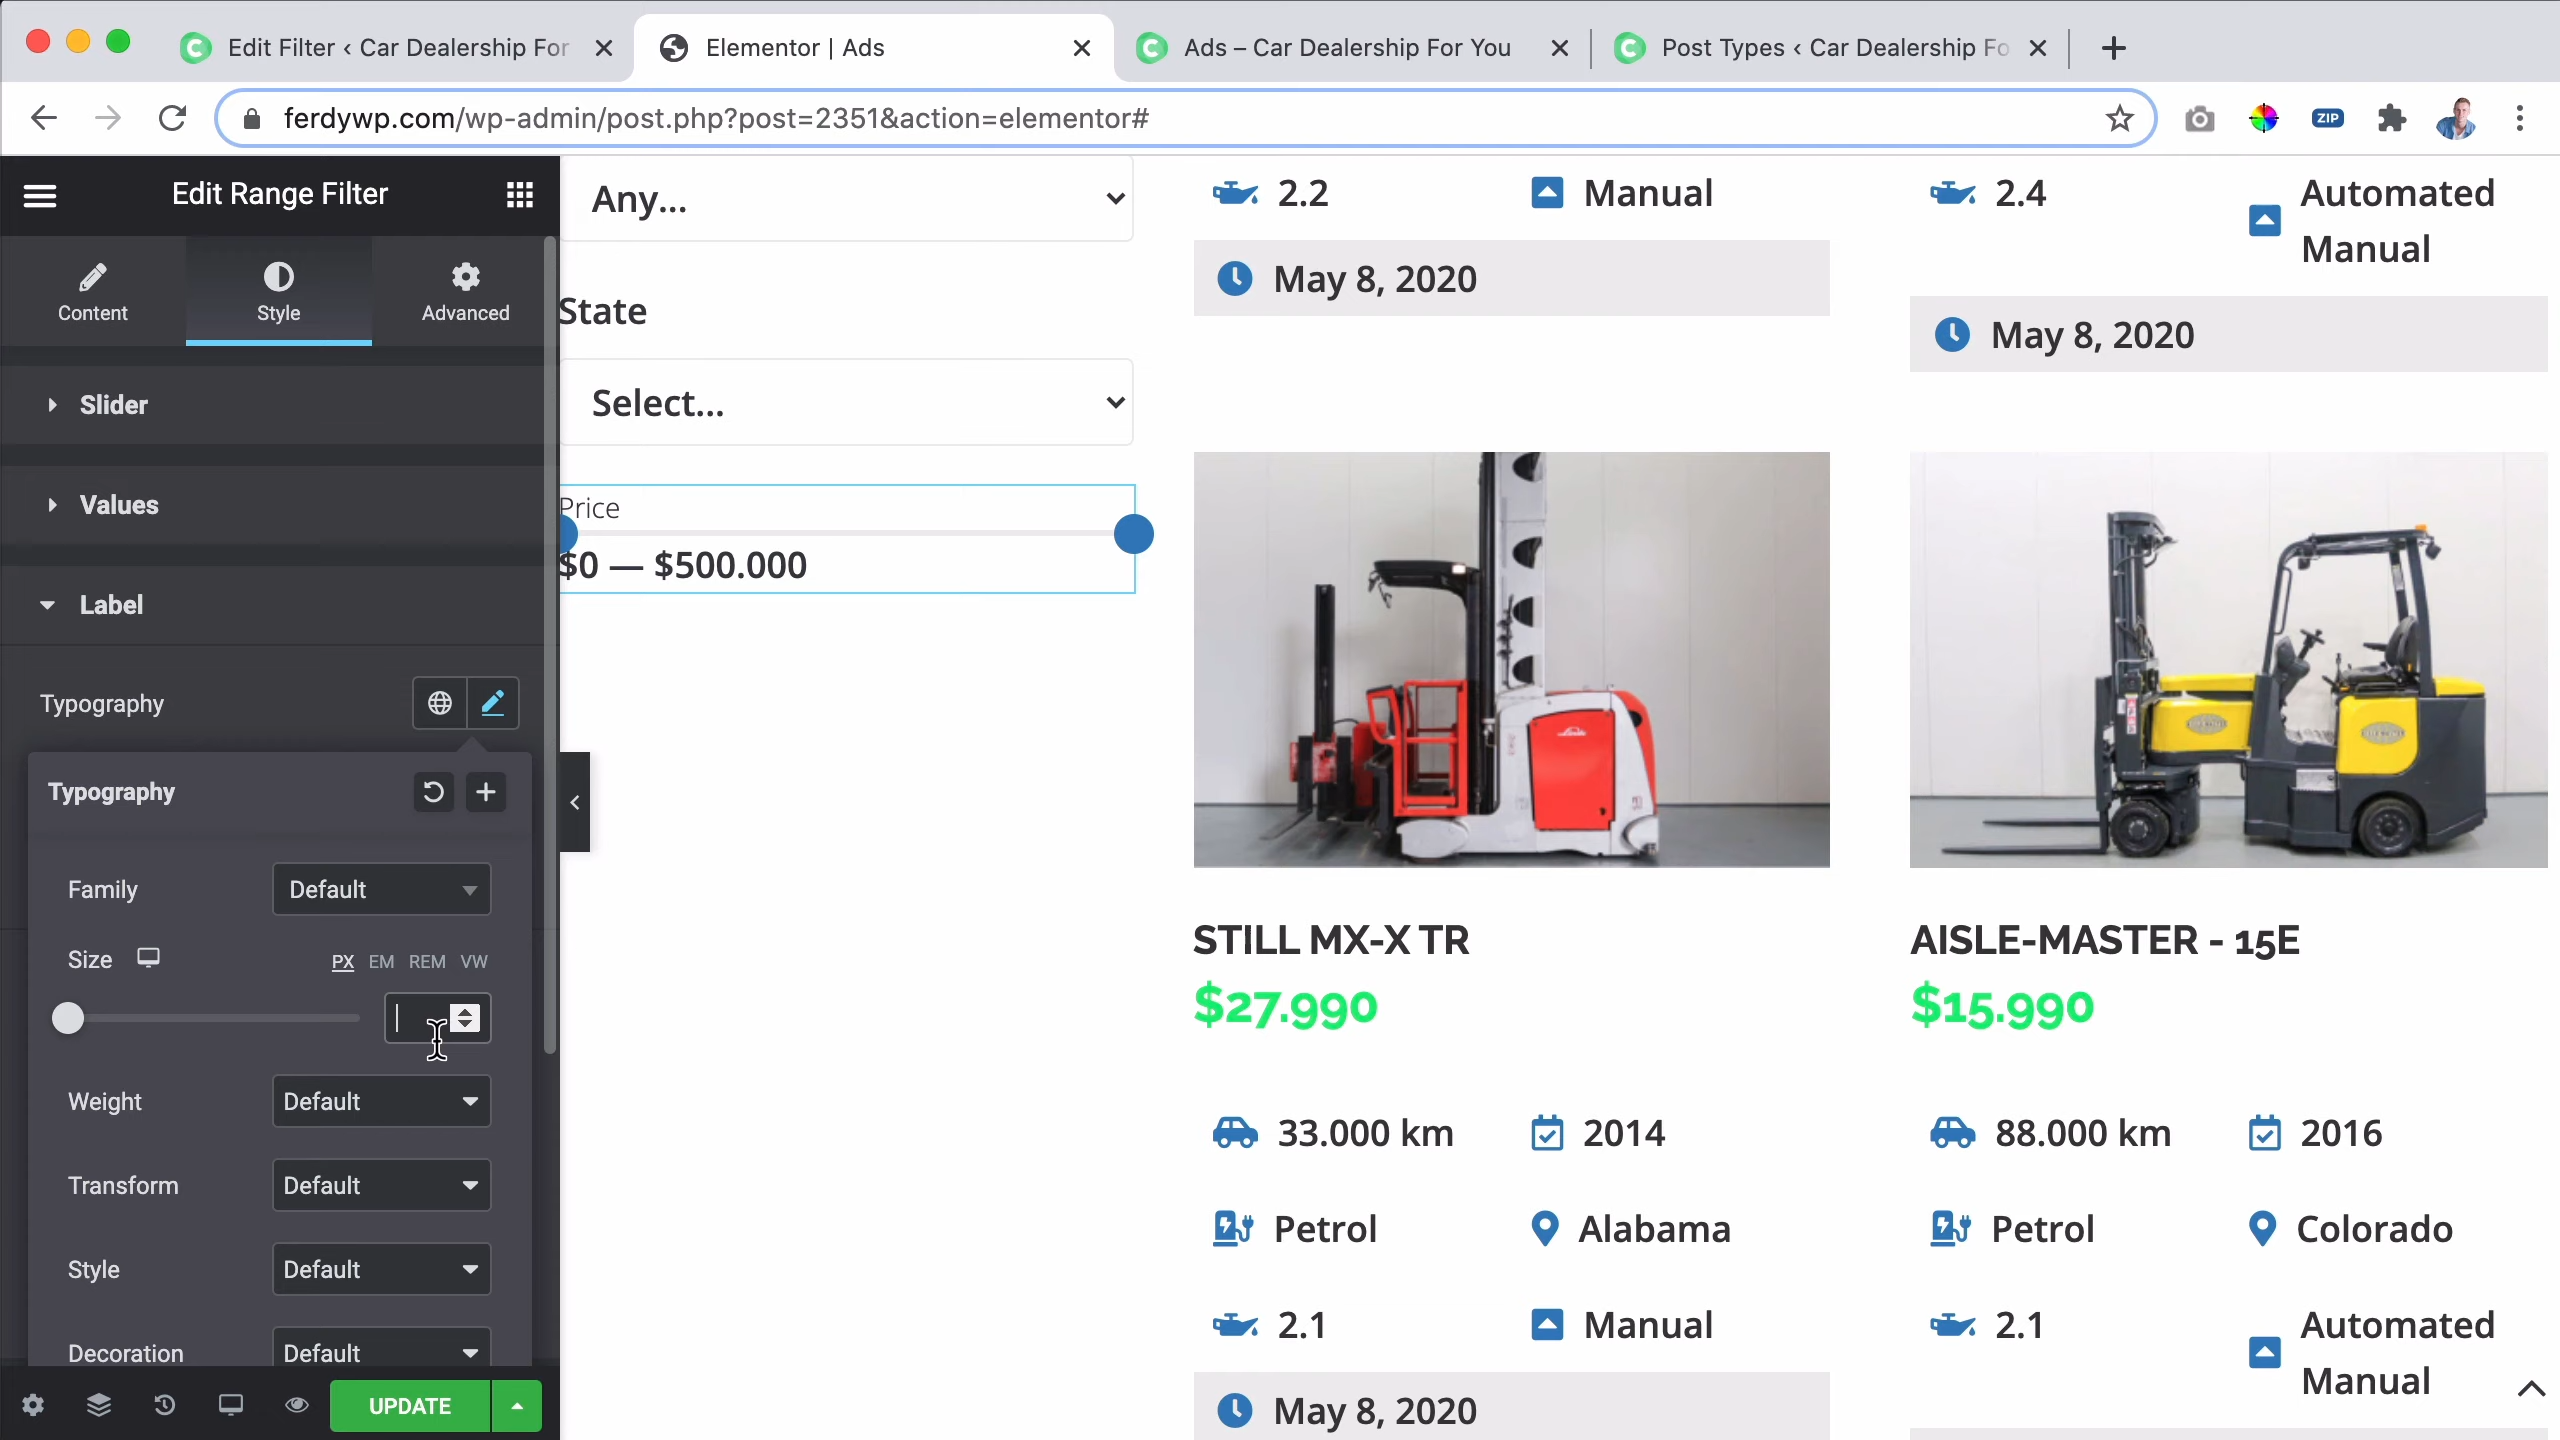 Edit Filter ‹ Car Dealership For
Elementor | Ads
Ads – Car Dealership For You
Post Types ‹ Car Dealership Fo
ferdywp.com/wp-admin/post.php?post=2351&action=elementor#
ZIP
Edit Range Filter
Content
Style
Advanced
Slider
Values
Label
Typography
Typography
Family
Default
Size
PX EM REM VW
Weight
Default
Transform
Default
Style
Default
Decoration
Default
UPDATE
Any...
State
Select...
Price
$0 — $500.000
2.2
Manual
May 8, 2020
2.4
Automated
Manual
May 8, 2020
STILL MX-X TR
$27.990
33.000 km
2014
Petrol
Alabama
2.1
Manual
May 8, 2020
AISLE-MASTER - 15E
$15.990
88.000 km
2016
Petrol
Colorado
2.1
Automated
Manual